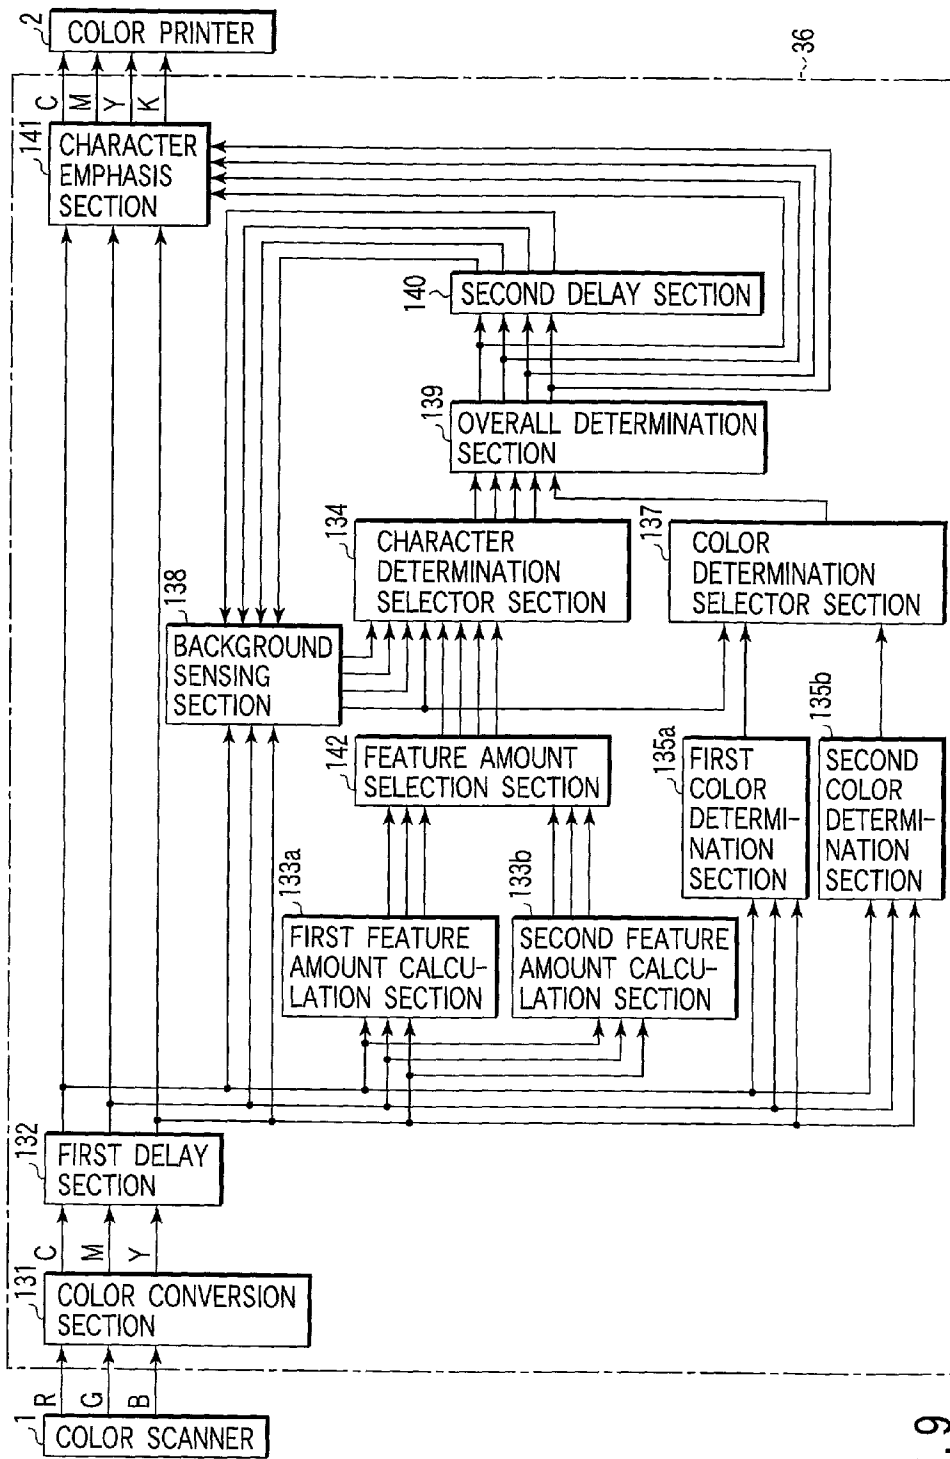 1
COLOR SCANNER
R
G
B
131
COLOR CONVERSION
SECTION
C
M
Y
132
FIRST DELAY
SECTION
133a
FIRST FEATURE
AMOUNT CALCU-
LATION SECTION
133b
SECOND FEATURE
AMOUNT CALCU-
LATION SECTION
142
FEATURE AMOUNT
SELECTION SECTION
135a
FIRST
COLOR
DETERMI-
NATION
SECTION
135b
SECOND
COLOR
DETERMI-
NATION
SECTION
138
BACKGROUND
SENSING
SECTION
134
CHARACTER
DETERMINATION
SELECTOR SECTION
137
COLOR
DETERMINATION
SELECTOR SECTION
139
OVERALL DETERMINATION
SECTION
140
SECOND DELAY SECTION
141
CHARACTER
EMPHASIS
SECTION
C
M
Y
K
2
COLOR PRINTER
36
. 9